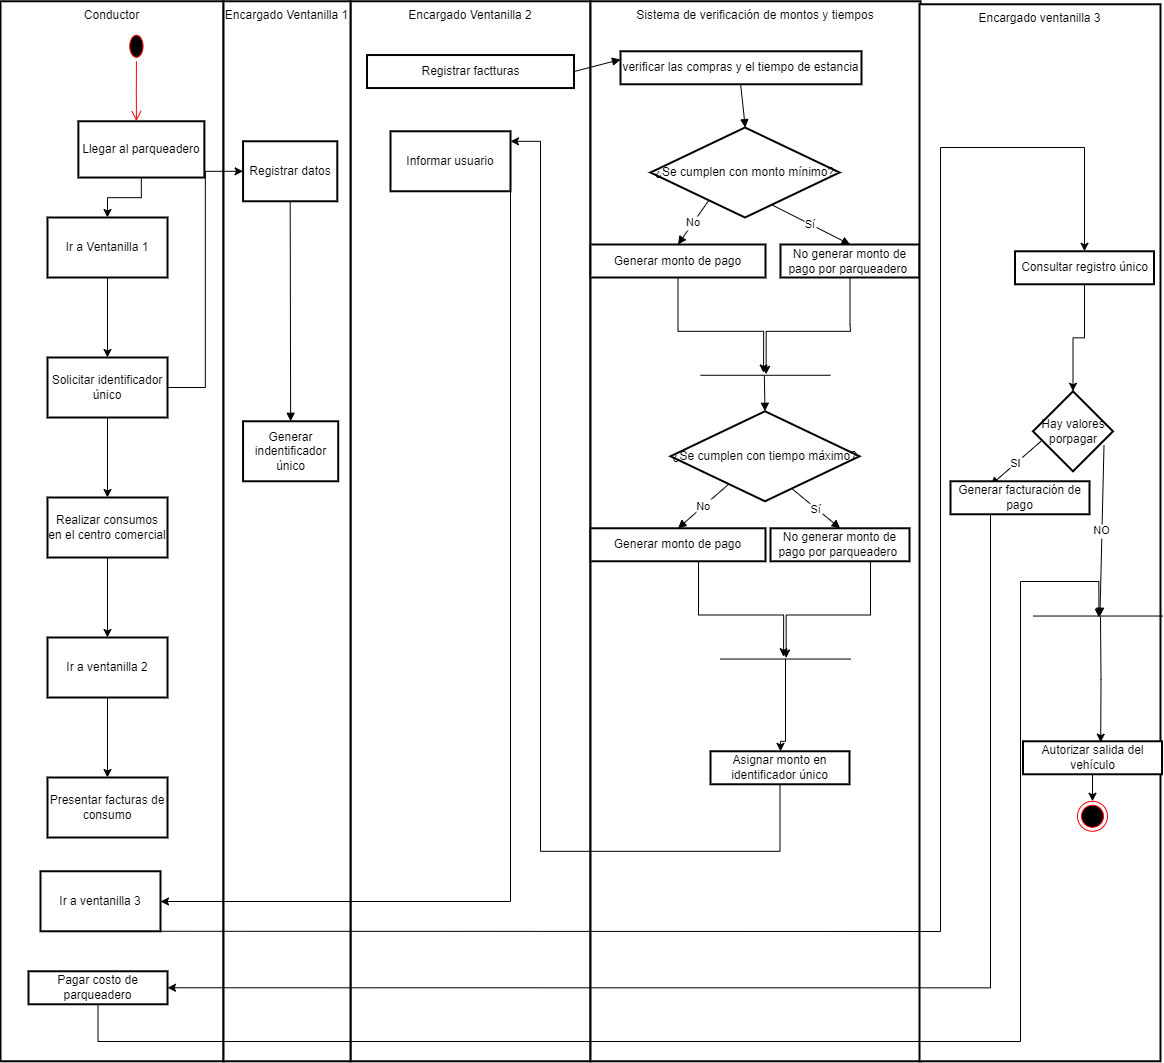 Conductor
Encargado Ventanilla 1
Encargado Ventanilla 2
Sistema de verificación de montos y tiempos
Encargado ventanilla 3
Llegar al parqueadero
Ir a Ventanilla 1
Solicitar identificador
único
Realizar consumos
en el centro comercial
Ir a ventanilla 2
Presentar facturas de
consumo
Ir a ventanilla 3
Pagar costo de
parqueadero
Registrar datos
Generar
indentificador
único
Registrar factturas
Informar usuario
verificar las compras y el tiempo de estancia
¿Se cumplen con monto mínimo?
No
Sí
Generar monto de pago
No generar monto de
pago por parqueadero
¿Se cumplen con tiempo máximo?
No
Sí
Generar monto de pago
No generar monto de
pago por parqueadero
Asignar monto en
identificador único
Consultar registro único
Hay valores
porpagar
SI
NO
Generar facturación de
pago
Autorizar salida del
vehículo